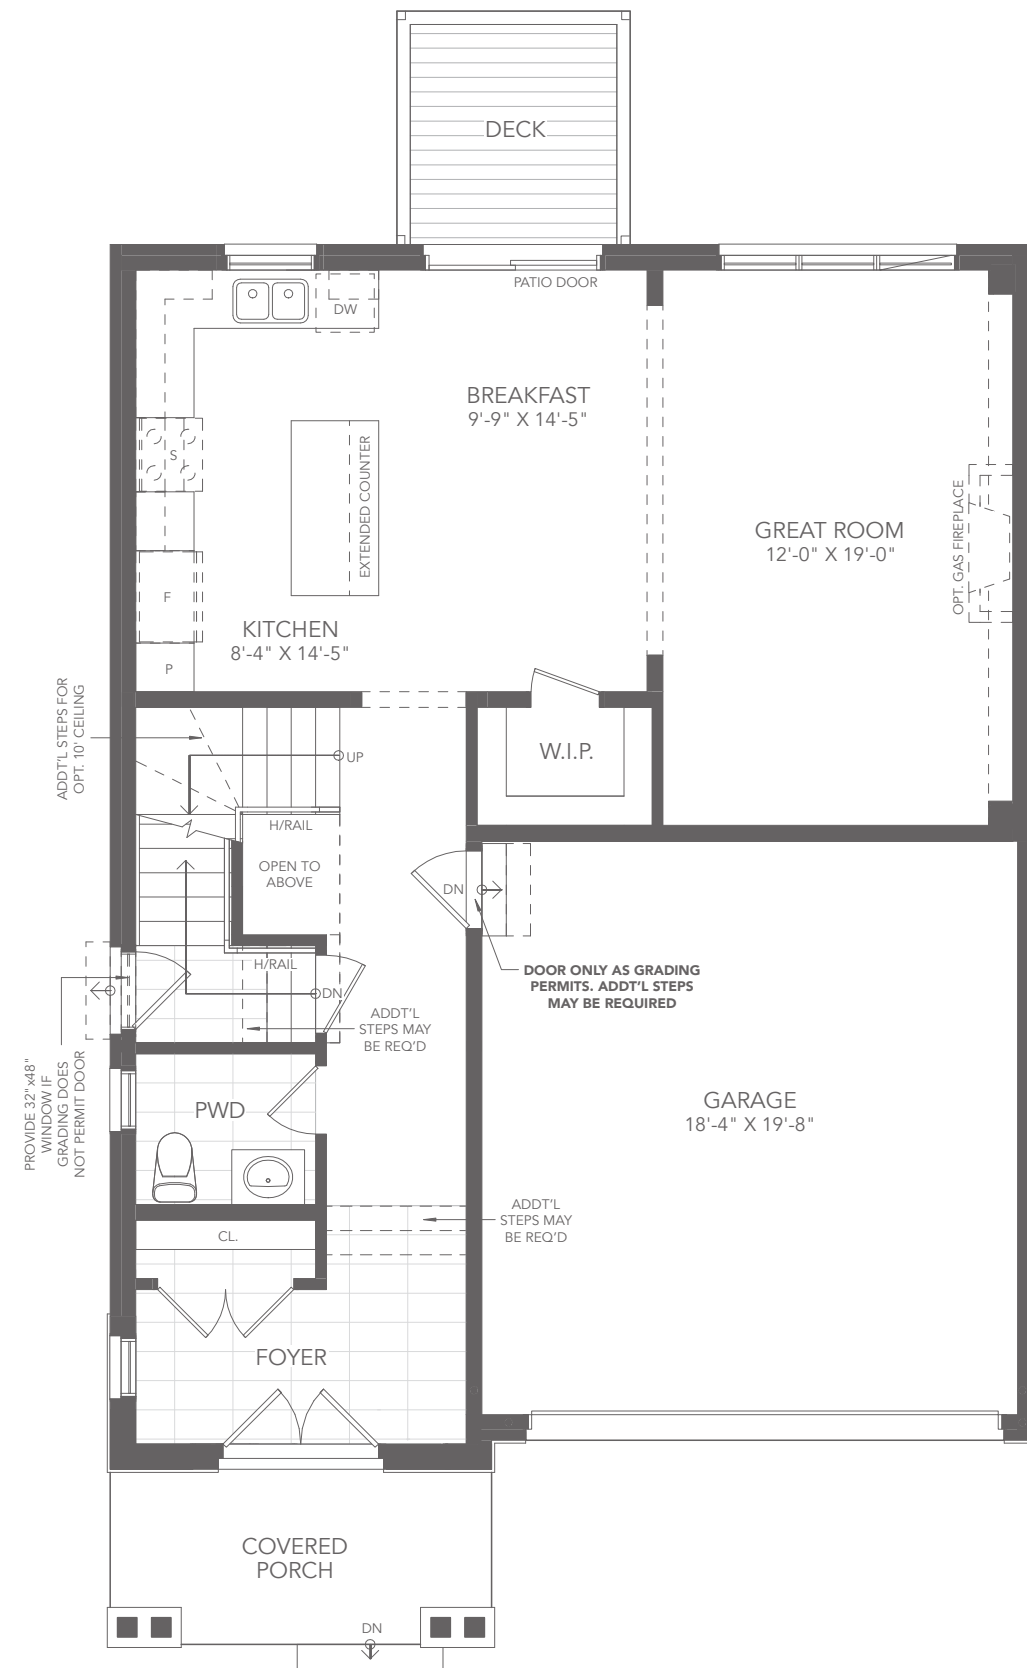 DECK
PATIO DOOR
DW
BREAKFAST
9'-9" X 14'-5"
S
EXTENDED COUNTER
GREAT ROOM
12'-0" X 19'-0"
OPT. GAS FIREPLACE
F
KITCHEN
8'-4" X 14'-5"
P
ADDT'L STEPS FOR
OPT. 10' CEILING
UP
W.I.P.
H/RAIL
OPEN TO
ABOVE
DN
H/RAIL
DN
DOOR ONLY AS GRADING
PERMITS. ADDT'L STEPS
MAY BE REQUIRED
ADDT'L
STEPS MAY
BE REQ'D
PROVIDE 32"x48"
WINDOW IF
GRADING DOES
NOT PERMIT DOOR
PWD
GARAGE
18'-4" X 19'-8"
ADDT'L
STEPS MAY
BE REQ'D
CL.
FOYER
COVERED
PORCH
DN